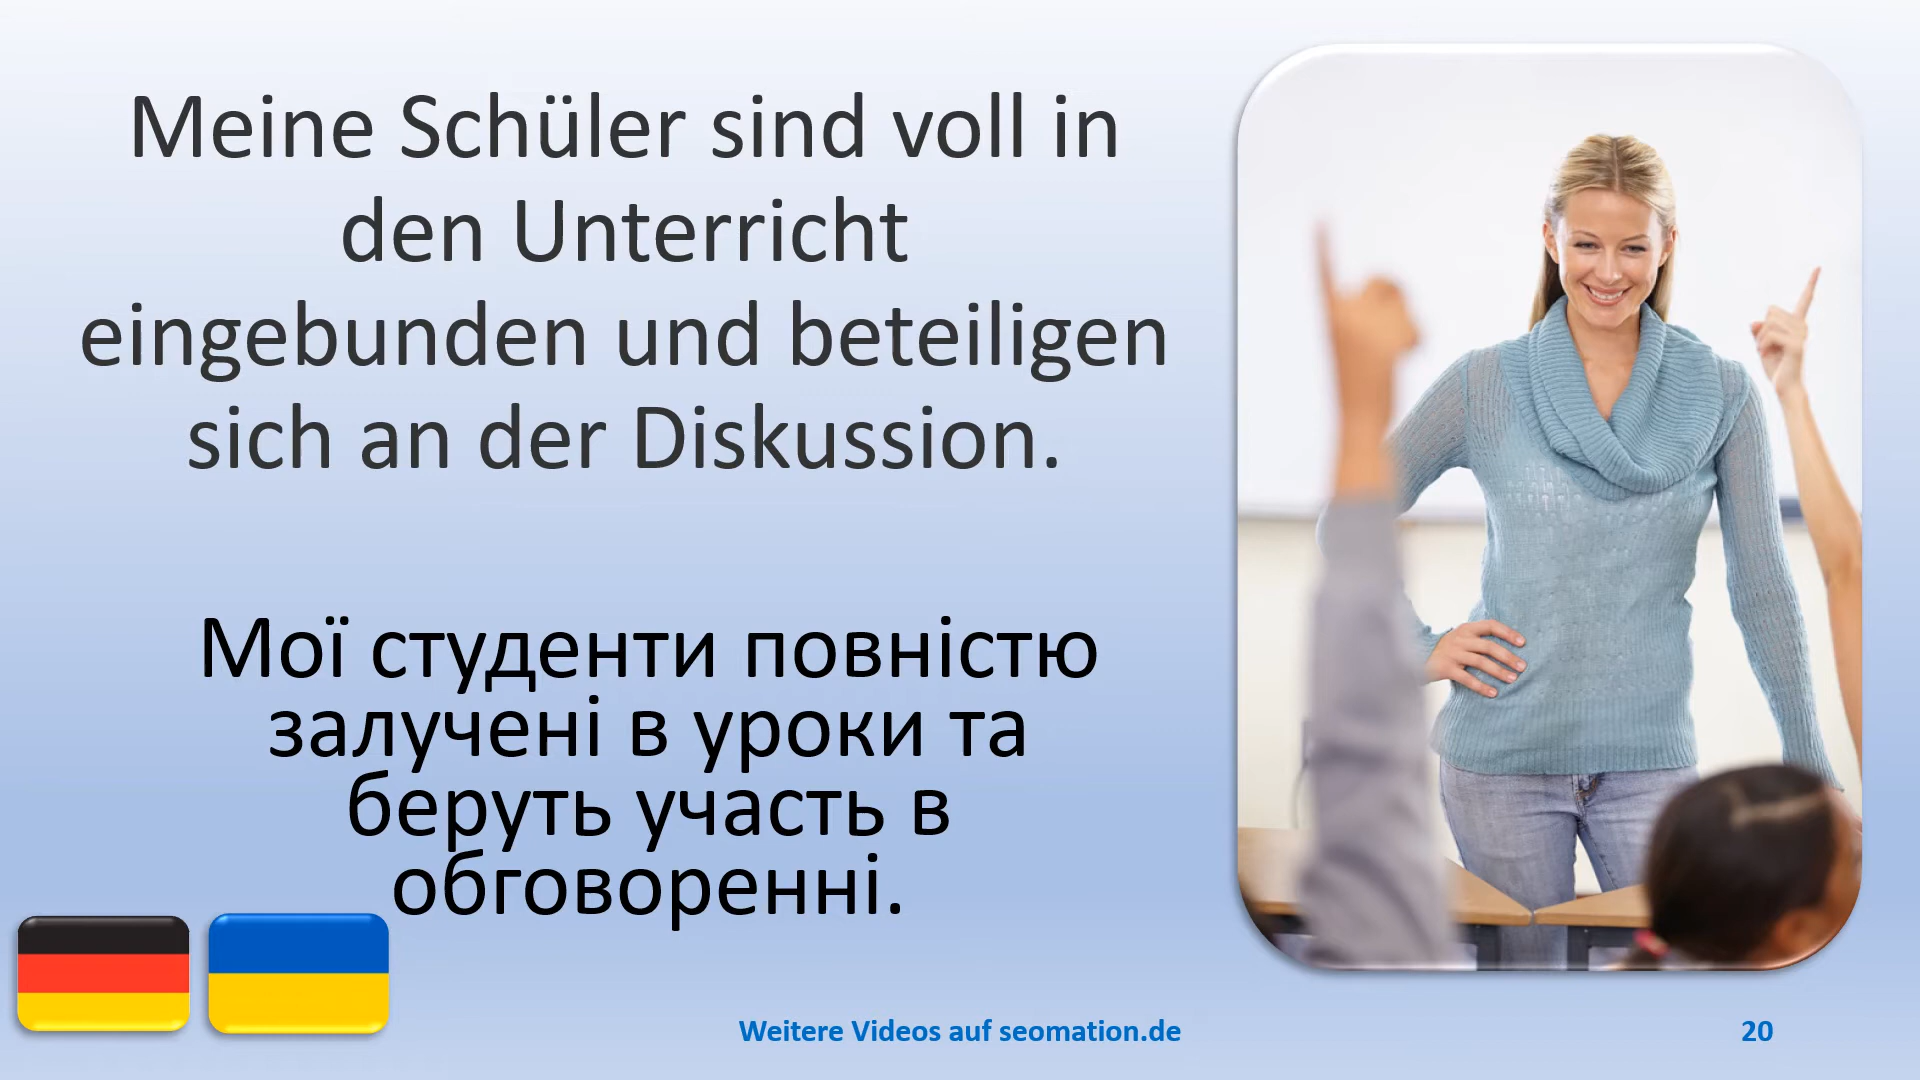 Meine Schüler sind voll in
den Unterricht
eingebunden und beteiligen
sich an der Diskussion.
Мої студенти повністю
залучені в уроки та
беруть участь в
обговоренні.
Weitere Videos auf seomation.de
20